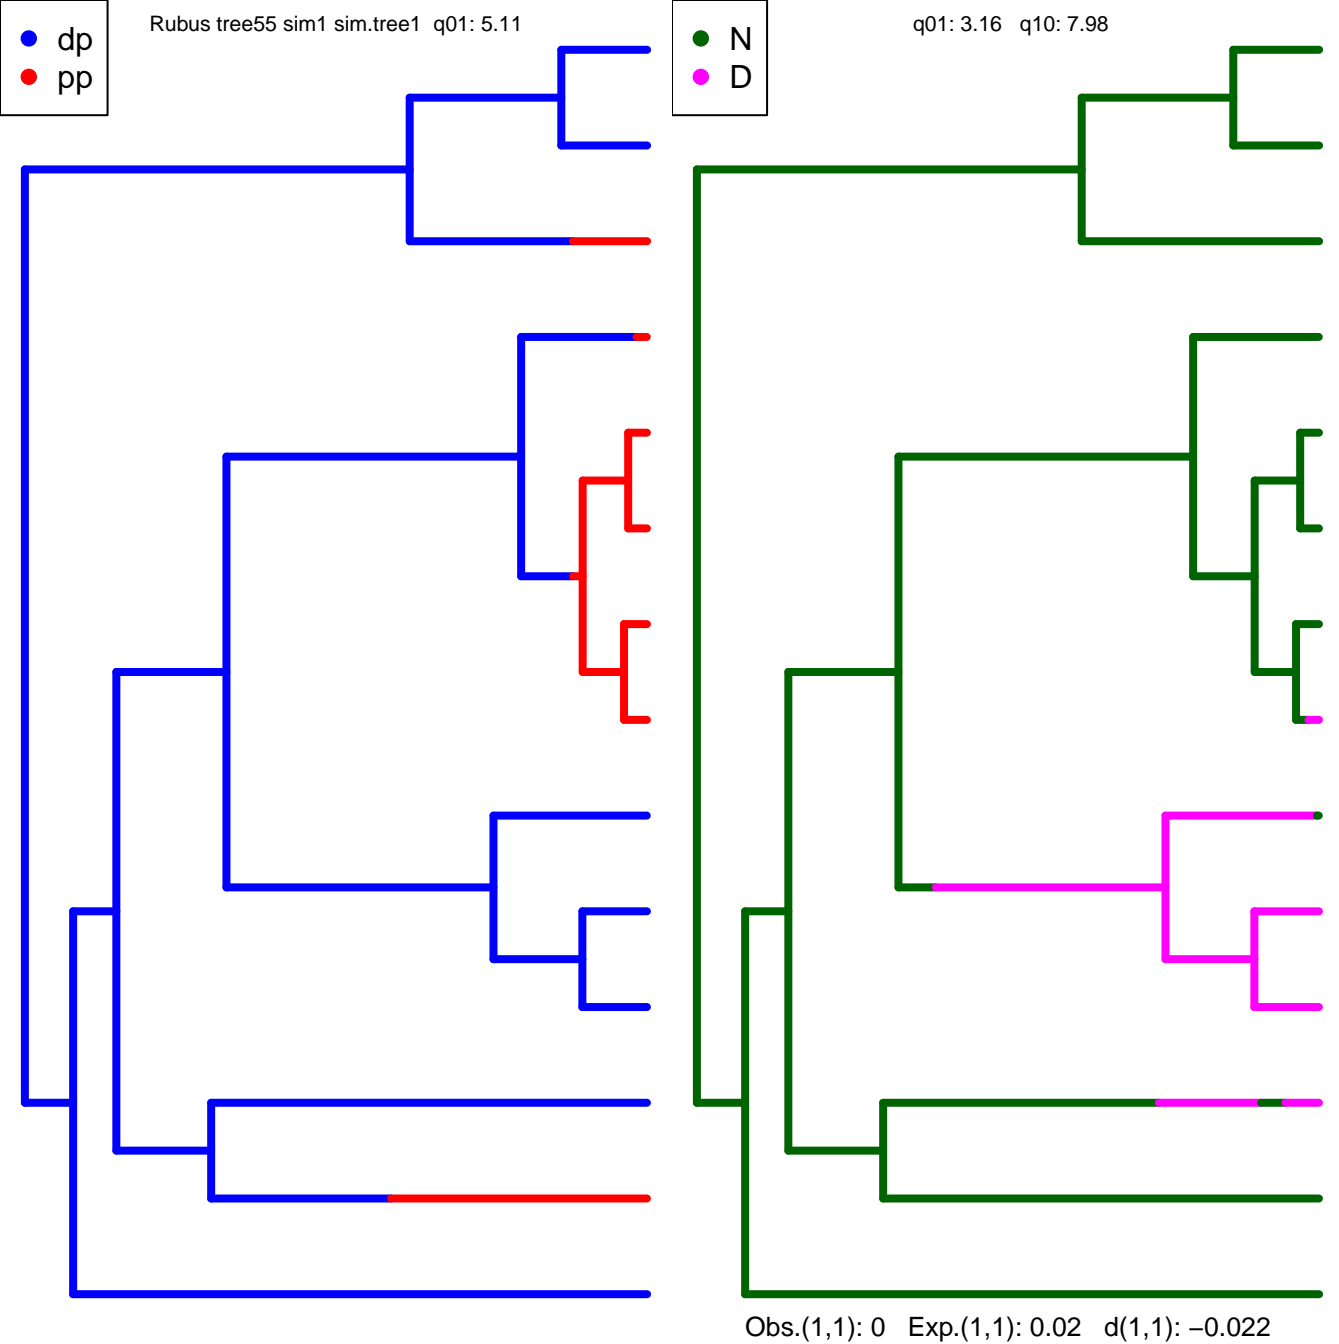 dp
pp
Rubus tree55 sim1 sim.tree1 q01: 5.11
N
D
q01: 3.16 q10: 7.98
Obs.(1,1): 0 Exp.(1,1): 0.02 d(1,1): −0.022